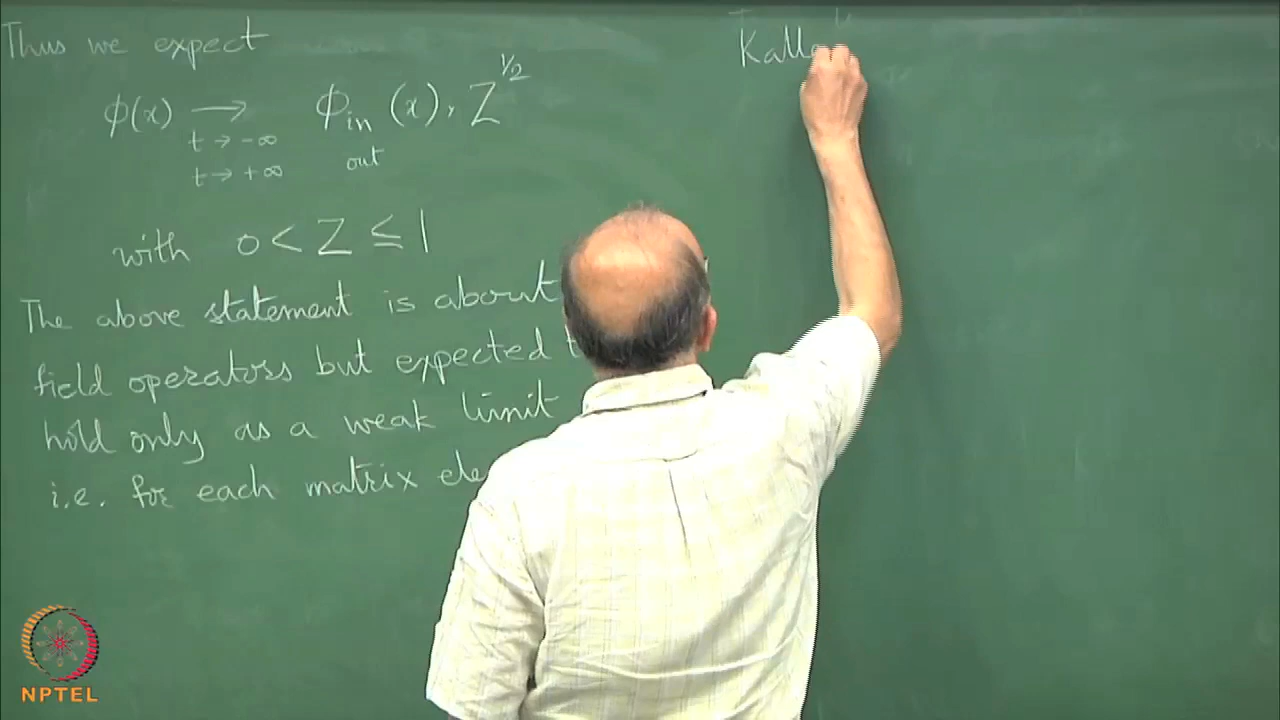 Thus we expect
ϕ(x) → ϕ_in (x), Z^1/2
t → -∞
t → +∞ out
with 0 < Z ≤ 1
The above statement is about
field operators but expected
hold only as a weak limit
i.e. for each matrix ele
Kalle
NPTEL